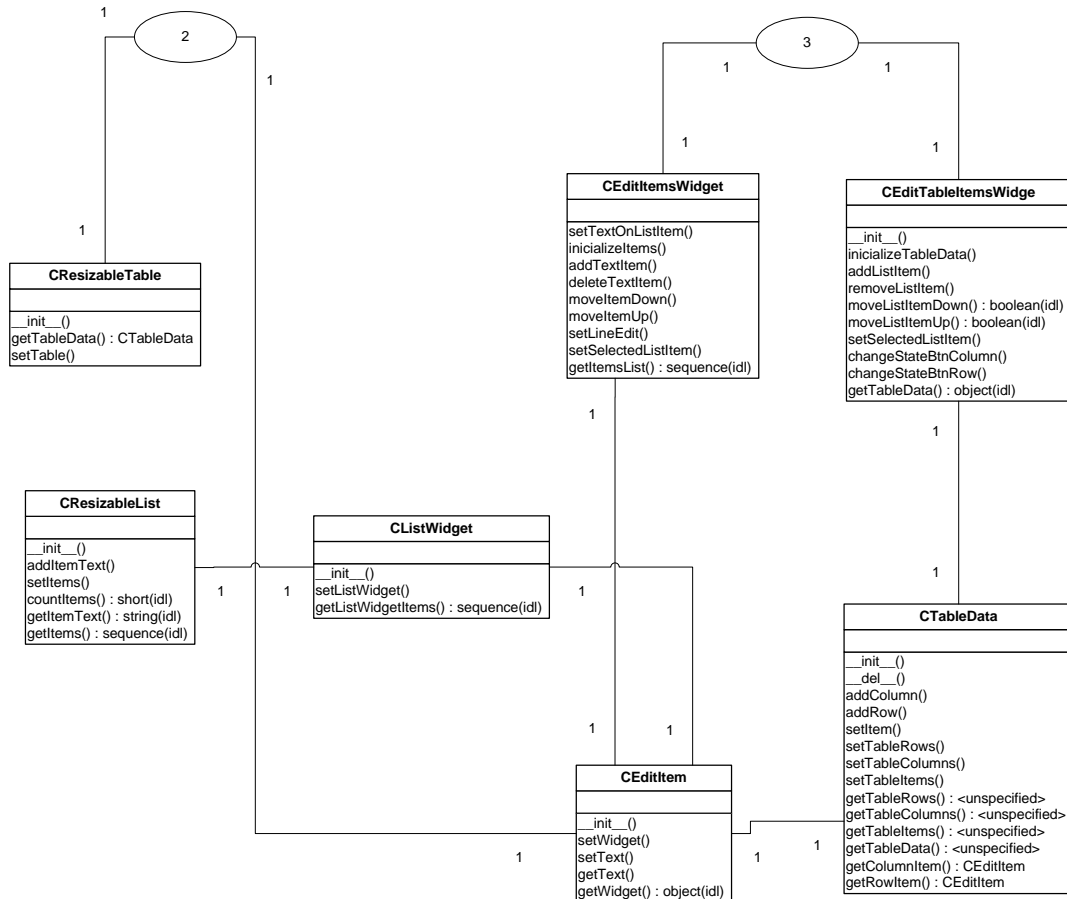 1
2
1
1
3
1
1
1
1
CEditItemsWidget
setTextOnListItem()
inicializeItems()
addTextItem()
deleteTextItem()
moveItemDown()
moveItemUp()
setLineEdit()
setSelectedListItem()
getItemsList() : sequence(idl)
CEditTableItemsWidge
__init__()
inicializeTableData()
addListItem()
removeListItem()
moveListItemDown() : boolean(idl)
moveListItemUp() : boolean(idl)
setSelectedListItem()
changeStateBtnColumn()
changeStateBtnRow()
getTableData() : object(idl)
CResizableTable
__init__()
getTableData() : CTableData
setTable()
1
1
CResizableList
__init__()
addItemText()
setItems()
countItems() : short(idl)
getItemText() : string(idl)
getItems() : sequence(idl)
CListWidget
__init__()
setListWidget()
getListWidgetItems() : sequence(idl)
1
1
1
1
1
1
CTableData
__init__()
__del__()
addColumn()
addRow()
setItem()
setTableRows()
setTableColumns()
setTableItems()
getTableRows() : <unspecified>
getTableColumns() : <unspecified>
getTableItems() : <unspecified>
getTableData() : <unspecified>
getColumnItem() : CEditItem
getRowItem() : CEditItem
CEditItem
__init__()
setWidget()
setText()
getText()
getWidget() : object(idl)
1
1
1